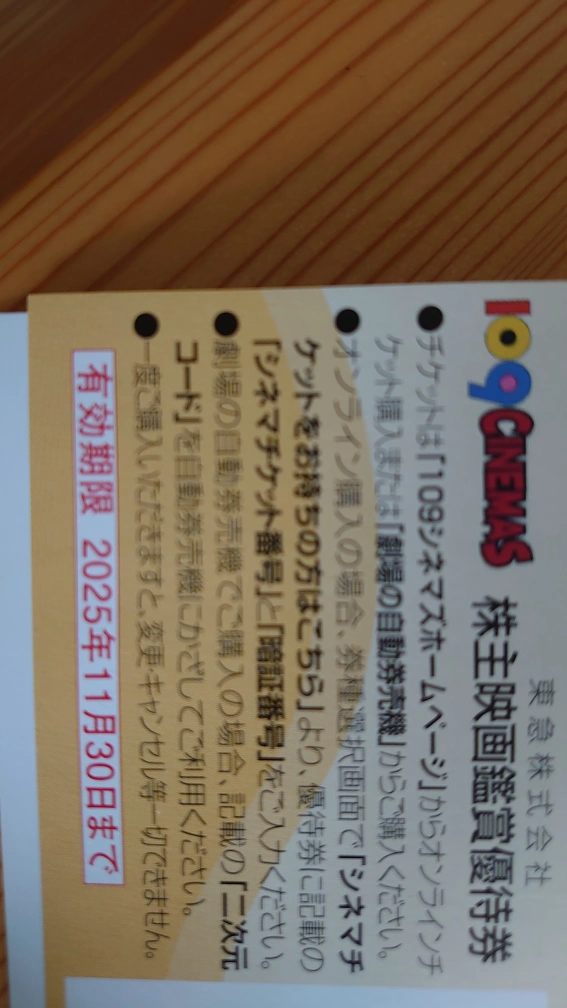 東急株式会社
109 CINEMAS 株主映画鑑賞優待券
●チケットは「109シネマズホームページ」からオンラインチ
ケット購入または「劇場の自動券売機」からご購入ください。
●オンライン購入の場合、券種選択画面で「シネマチ
ケットをお持ちの方はこちら」より、優待券に記載の
「シネマチケット番号」と「暗証番号」をご入力ください。
●劇場の自動券売機でご購入の場合、記載の「二次元
コード」を自動券売機にかざしてご利用ください。
●一度ご購入いただきますと、変更・キャンセル等一切できません。
有効期限 2025年11月30日まで